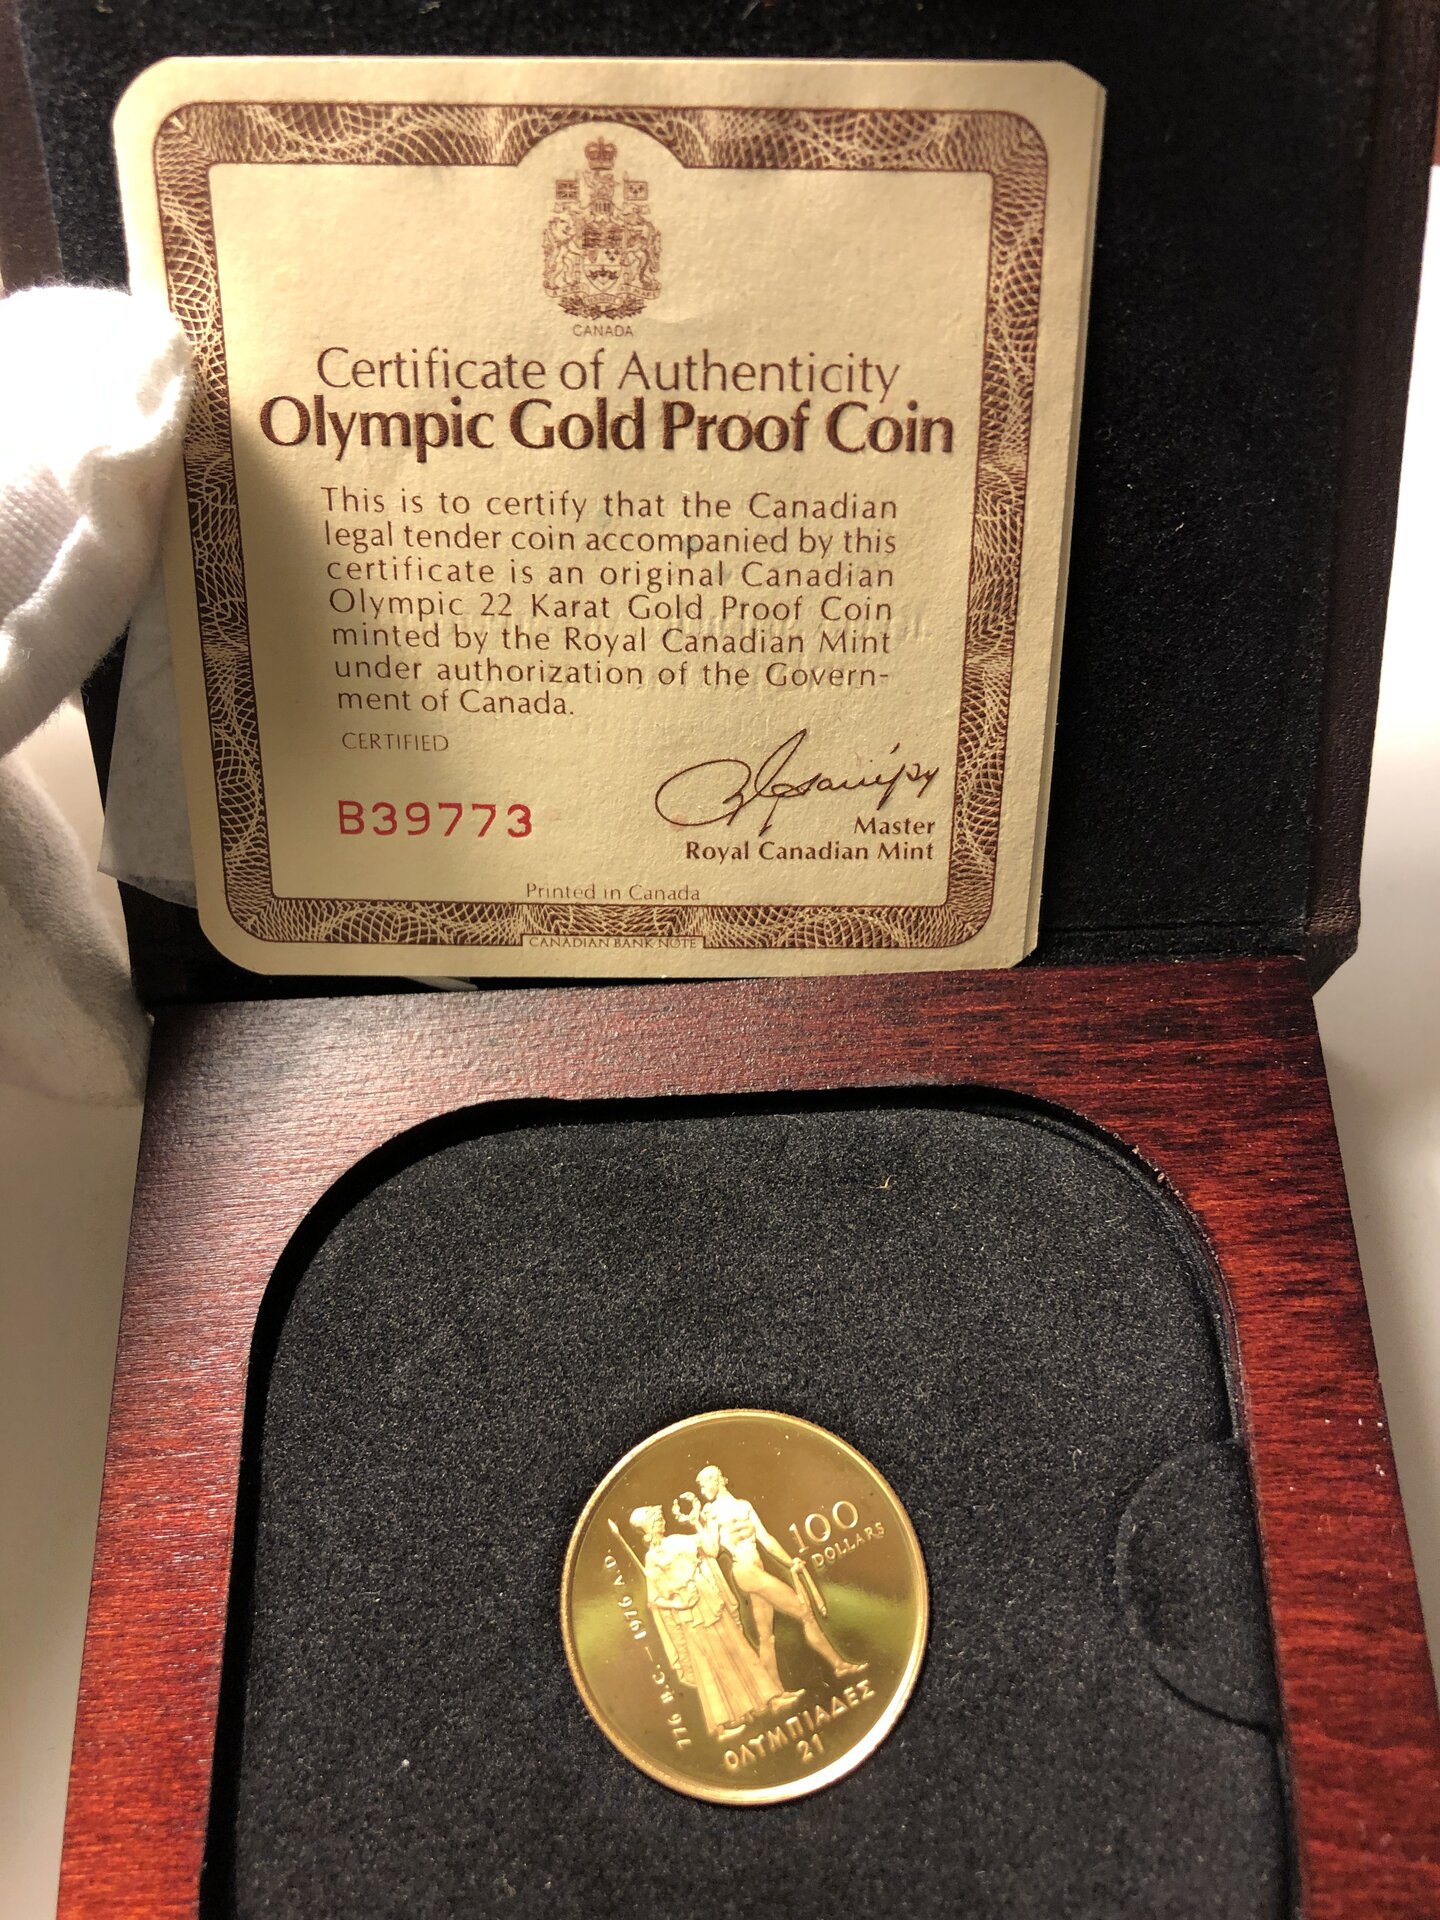 CANADA
Certificate of Authenticity
Olympic Gold Proof Coin
This is to certify that the Canadian
legal tender coin accompanied by this
certificate is an original Canadian
Olympic 22 Karat Gold Proof Coin
minted by the Royal Canadian Mint
under authorization of the Govern-
ment of Canada.
CERTIFIED
B39773
Master
Royal Canadian Mint
Printed in Canada
CANADIAN BANK NOTE
100
DOLLARS
776 B.C. — 1976 A.D.
ΟΛΥΜΠΙΑΔΕΣ
21